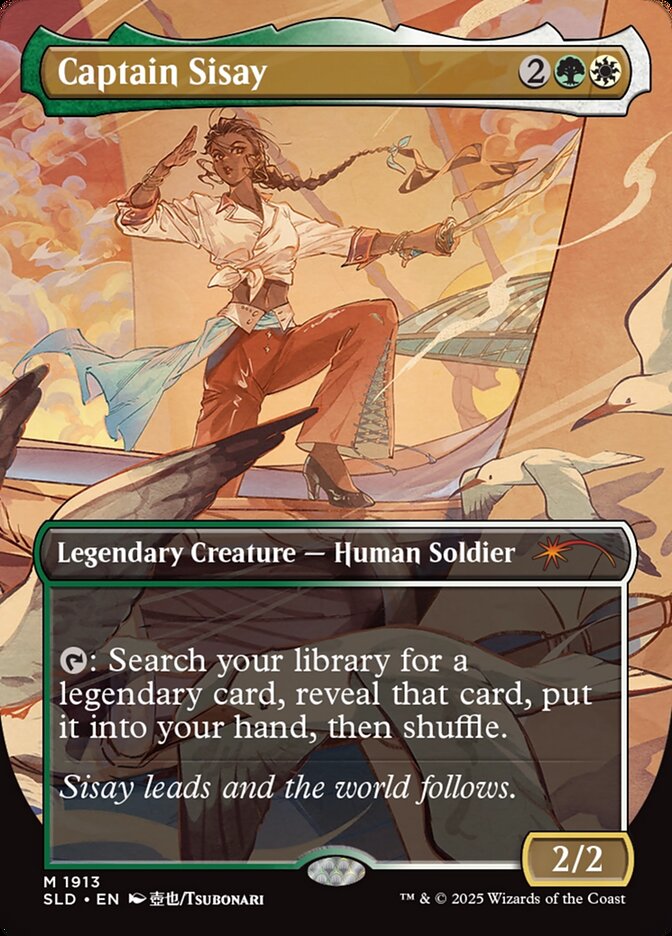 Captain Sisay 2
Legendary Creature — Human Soldier
: Search your library for a
legendary card, reveal that card, put
it into your hand, then shuffle.
Sisay leads and the world follows.
2/2
M 1913
SLD • EN 壺也/Tsubonari
™ & © 2025 Wizards of the Coast